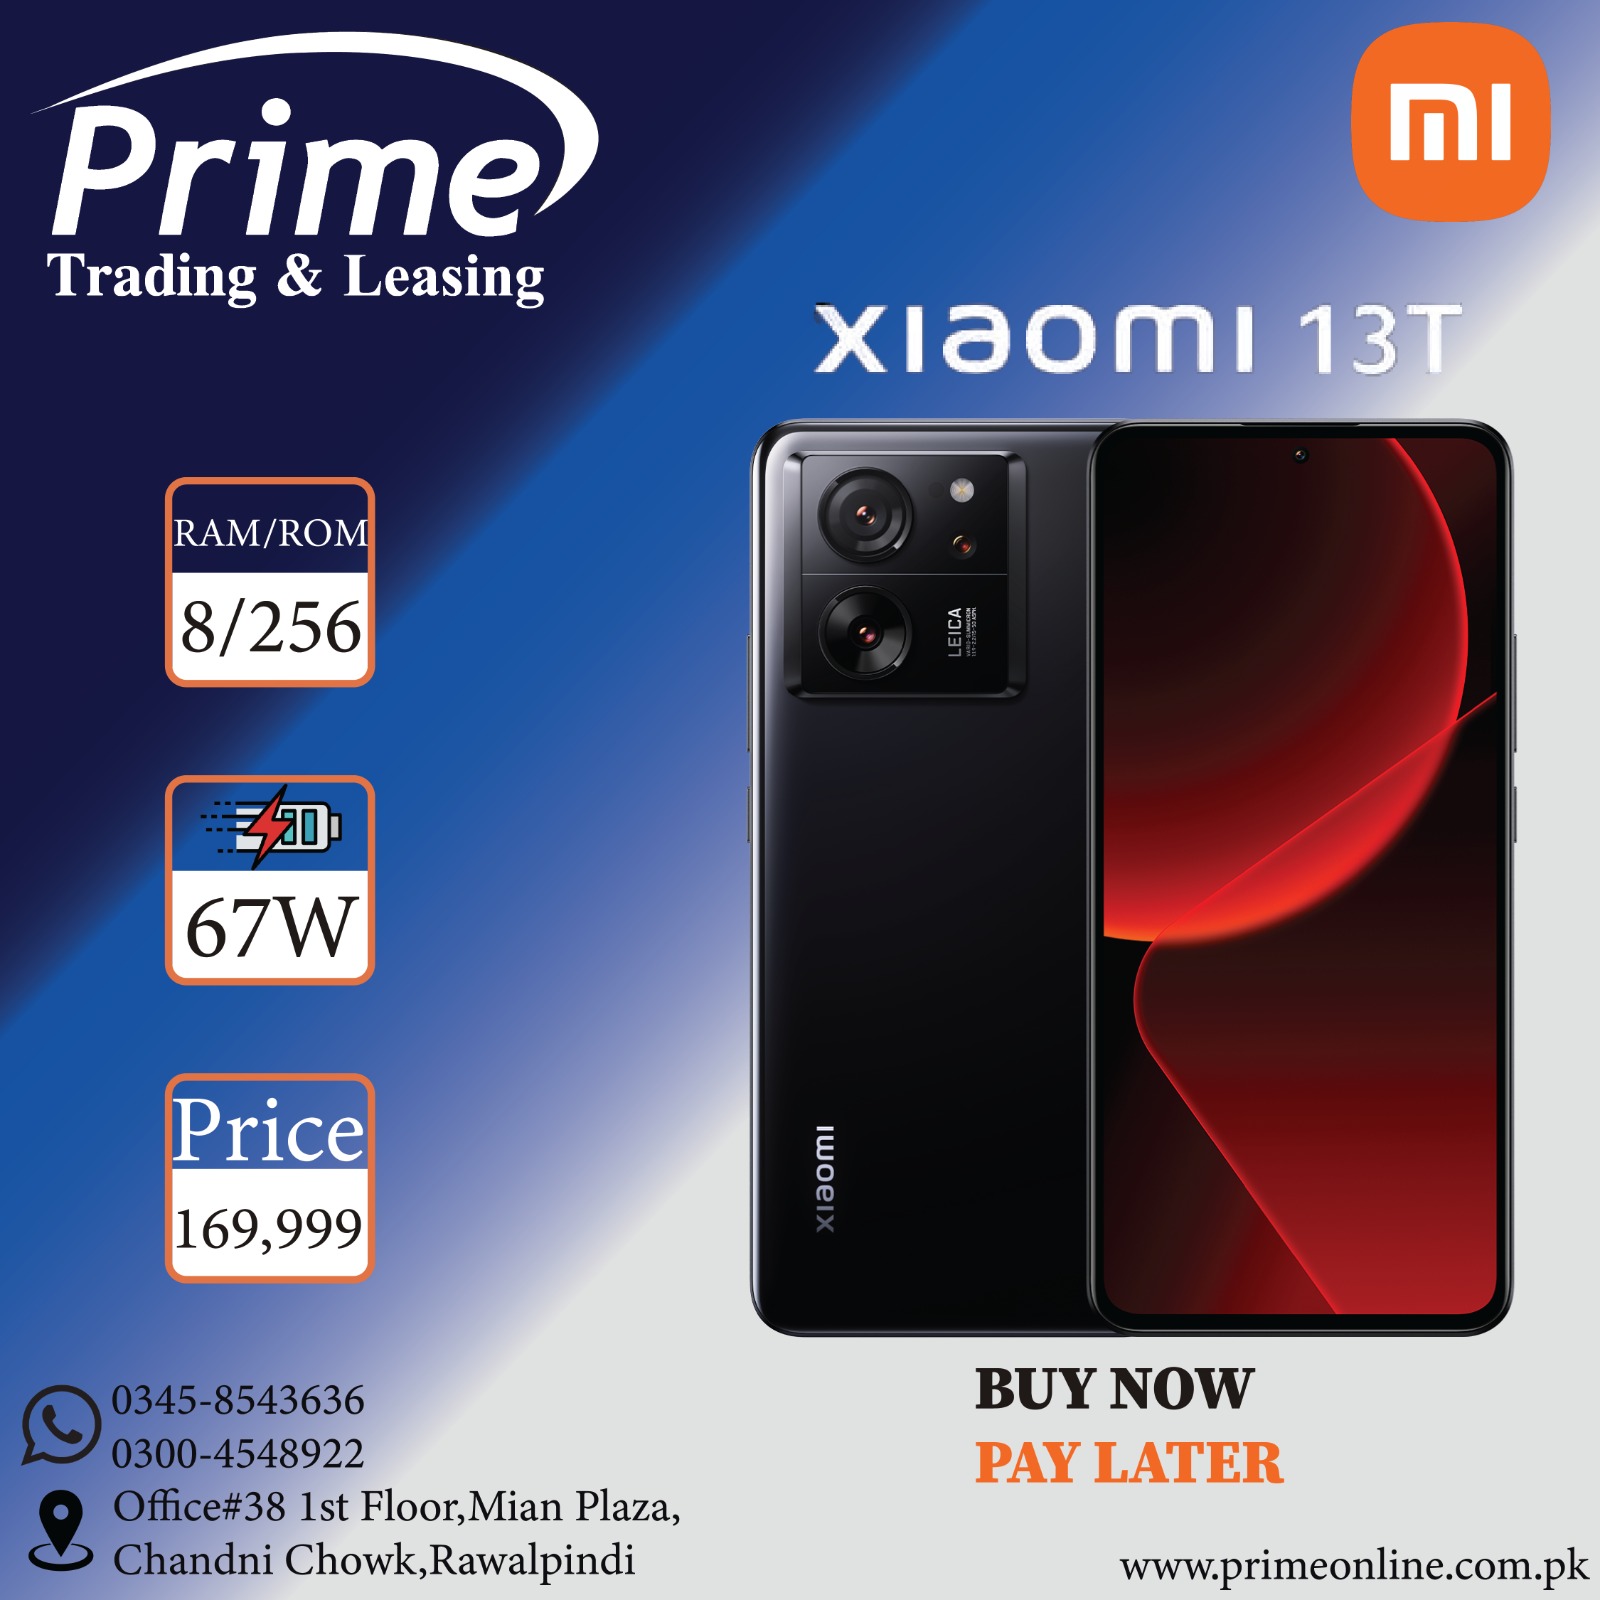 Prime
Trading & Leasing
mi
xiaomi 13T
RAM/ROM
8/256
67W
Price
169,999
LEICA
xiaomi
BUY NOW
PAY LATER
0345-8543636
0300-4548922
Office#38 1st Floor,Mian Plaza,
Chandni Chowk,Rawalpindi
www.primeonline.com.pk